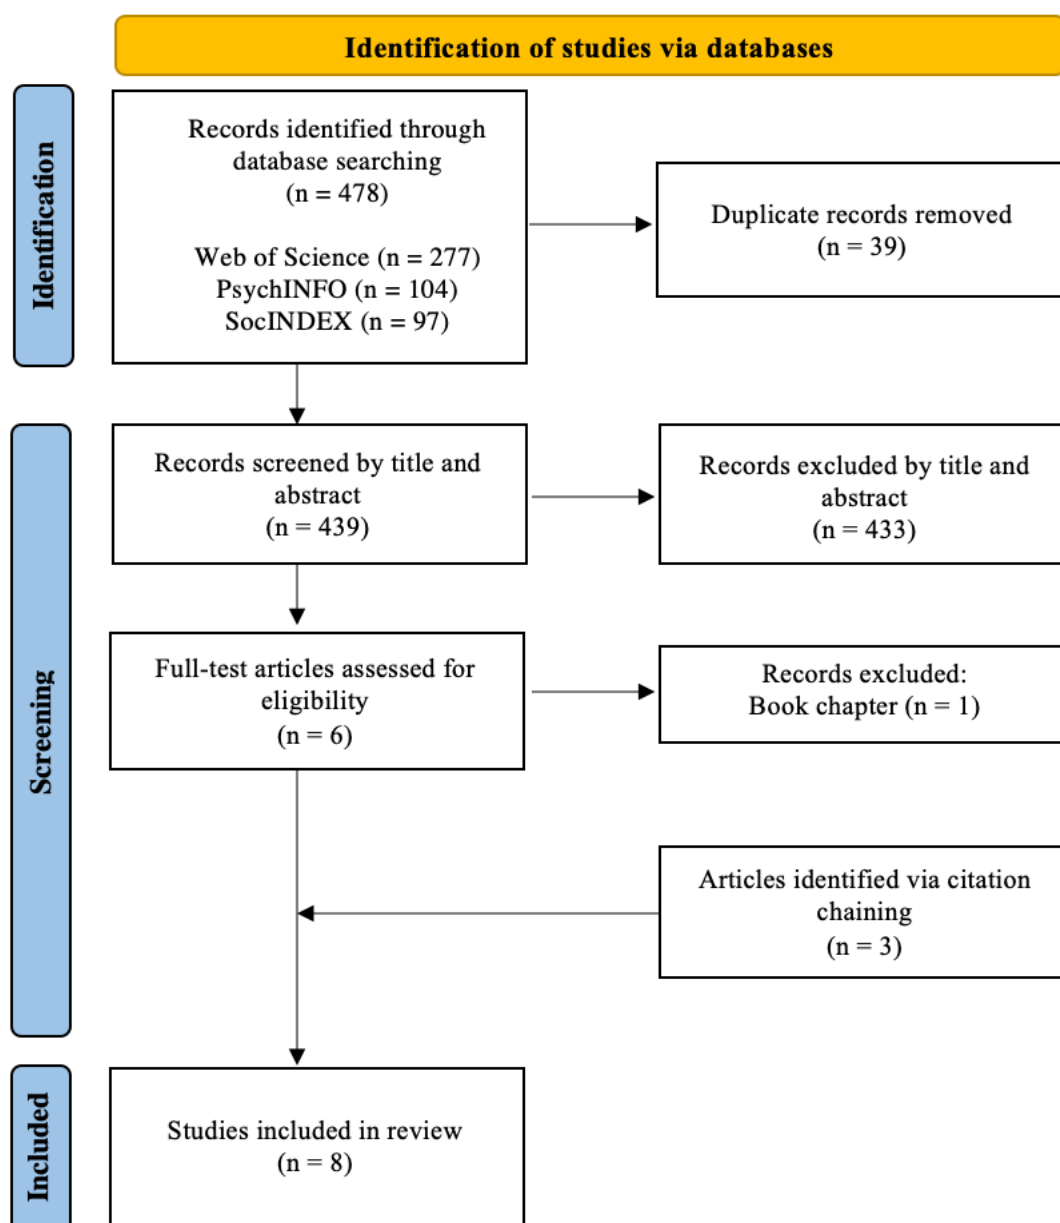 Identification of studies via databases
Identification
Records identified through
database searching
(n = 478)
Web of Science (n = 277)
PsychINFO (n = 104)
SocINDEX (n = 97)
Duplicate records removed
(n = 39)
Screening
Records screened by title and
abstract
(n = 439)
Records excluded by title and
abstract
(n = 433)
Full-test articles assessed for
eligibility
(n = 6)
Records excluded:
Book chapter (n = 1)
Articles identified via citation
chaining
(n = 3)
Included
Studies included in review
(n = 8)